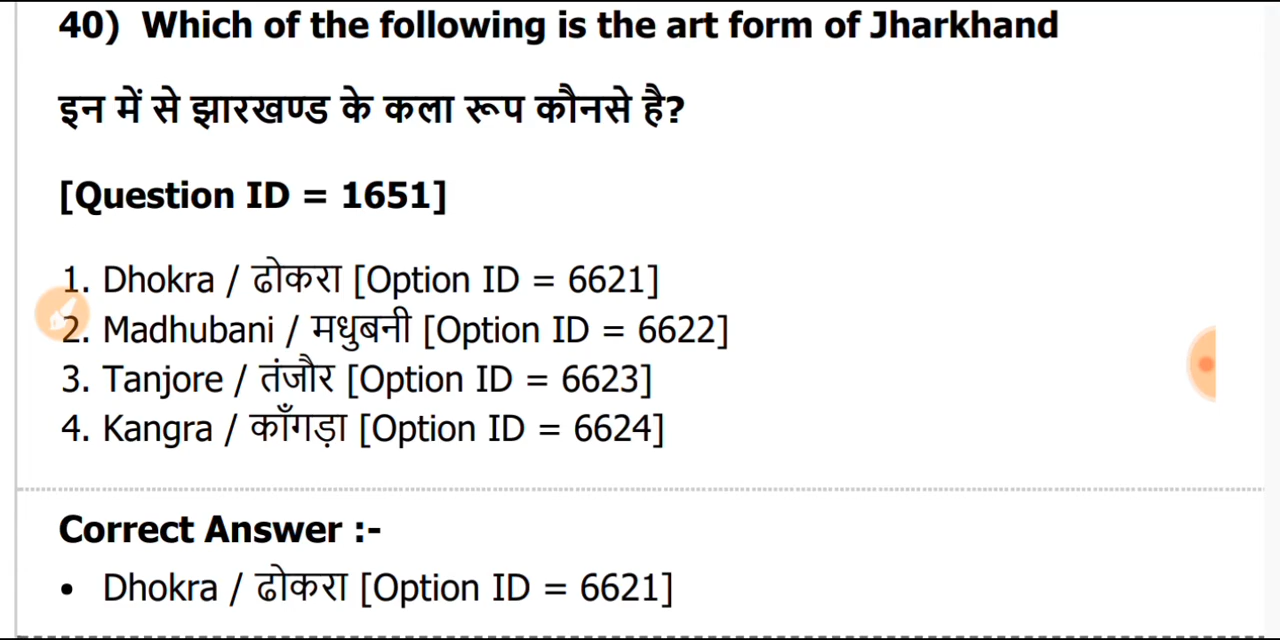 40) Which of the following is the art form of Jharkhand
इन में से झारखण्ड के कला रूप कौनसे है?
[Question ID = 1651]
1. Dhokra / ढोकरा [Option ID = 6621]
2. Madhubani / मधुबनी [Option ID = 6622]
3. Tanjore / तंजौर [Option ID = 6623]
4. Kangra / काँगड़ा [Option ID = 6624]
Correct Answer :-
• Dhokra / ढोकरा [Option ID = 6621]